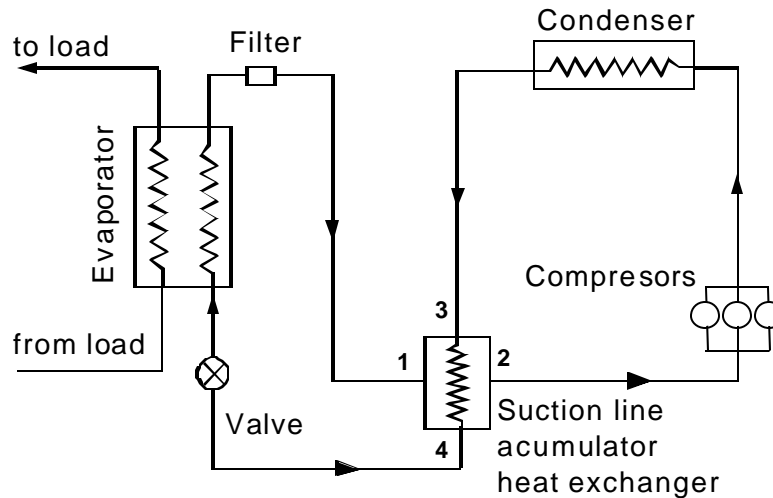 to load
Filter
Condenser
Evaporator
Compresors
3
from load
1
2
Valve
Suction line
acumulator
heat exchanger
4